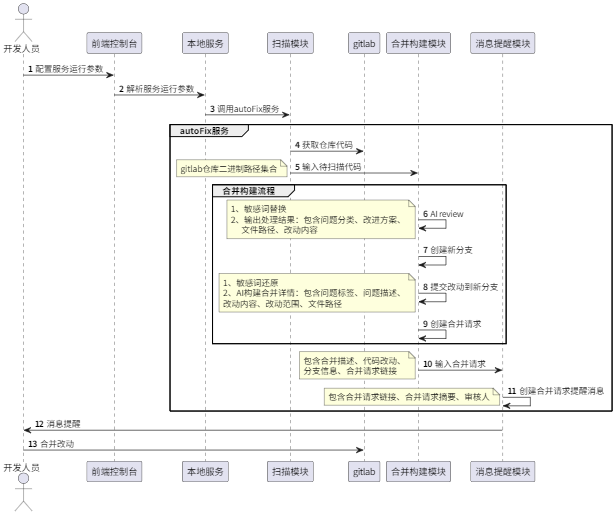 开发人员
前端控制台
本地服务
扫描模块
gitlab
合并构建模块
消息提醒模块
1 配置服务运行参数
2 解析服务运行参数
3 调用autoFix服务
autoFix服务
4 获取仓库代码
gitlab仓库二进制路径集合
5 输入待扫描代码
合并构建流程
1、敏感词替换
2、输出处理结果：包含问题分类、改进方案、
文件路径、改动内容
6 AI review
7 创建新分支
1、敏感词还原
2、AI构建合并详情：包含问题标签、问题描述、
改动内容、改动范围、文件路径
8 提交改动到新分支
9 创建合并请求
包含合并描述、代码改动、
分支信息、合并请求链接
10 输入合并请求
11 创建合并请求提醒消息
包含合并请求链接、合并请求摘要、审核人
12 消息提醒
13 合并改动
开发人员
前端控制台
本地服务
扫描模块
gitlab
合并构建模块
消息提醒模块